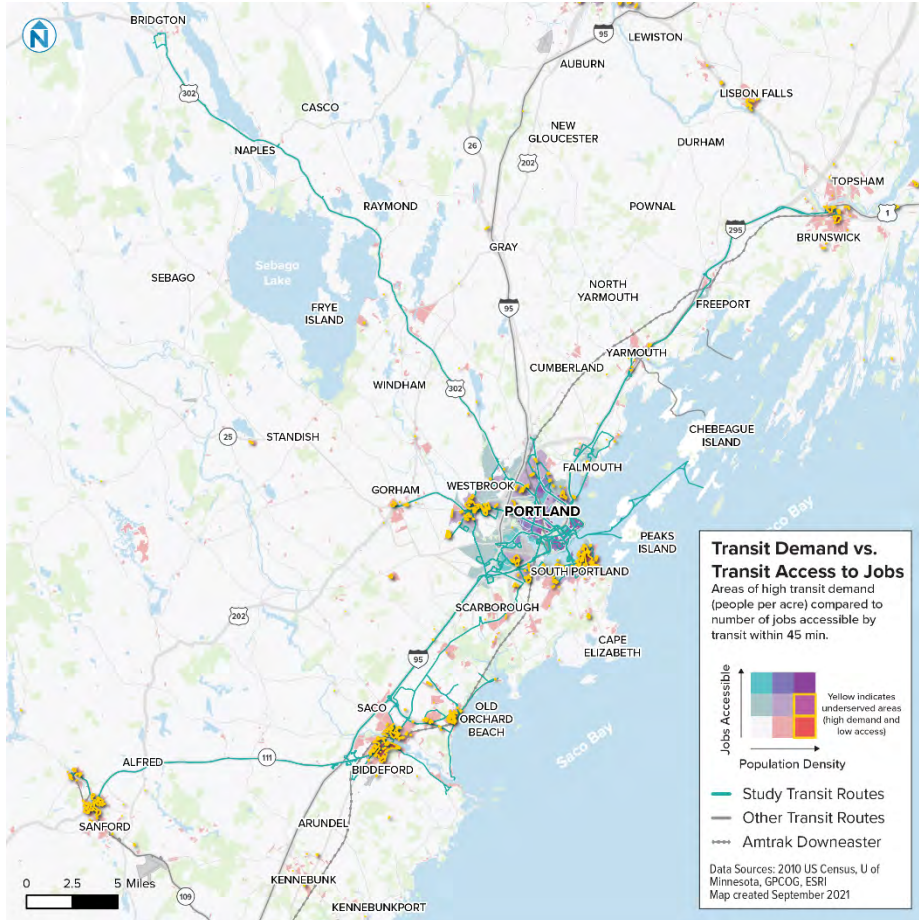 N
BRIDGTON
302
CASCO
NAPLES
RAYMOND
SEBAGO
Sebago
Lake
FRYE
ISLAND
95
LEWISTON
AUBURN
LISBON FALLS
NEW
GLOUCESTER
26
202
DURHAM
TOPSHAM
POWNAL
1
295
BRUNSWICK
GRAY
NORTH
YARMOUTH
FREEPORT
95
YARMOUTH
CUMBERLAND
WINDHAM
302
CHEBEAGUE
ISLAND
25
STANDISH
FALMOUTH
GORHAM
WESTBROOK
PORTLAND
PEAKS
ISLAND
SOUTH PORTLAND
SCARBOROUGH
202
CAPE
ELIZABETH
95
SACO
OLD
ORCHARD
BEACH
Saco Bay
ALFRED
111
BIDDEFORD
SANFORD
ARUNDEL
KENNEBUNK
109
KENNEBUNKPORT
0 2.5 5 Miles
Transit Demand vs.
Transit Access to Jobs
Areas of high transit demand
(people per acre) compared to
number of jobs accessible by
transit within 45 min.
Jobs Accessible
Yellow indicates
underserved areas
(high demand and
low access)
Population Density
Study Transit Routes
Other Transit Routes
Amtrak Downeaster
Data Sources: 2010 US Census, U of
Minnesota, GPCOG, ESRI
Map created September 2021